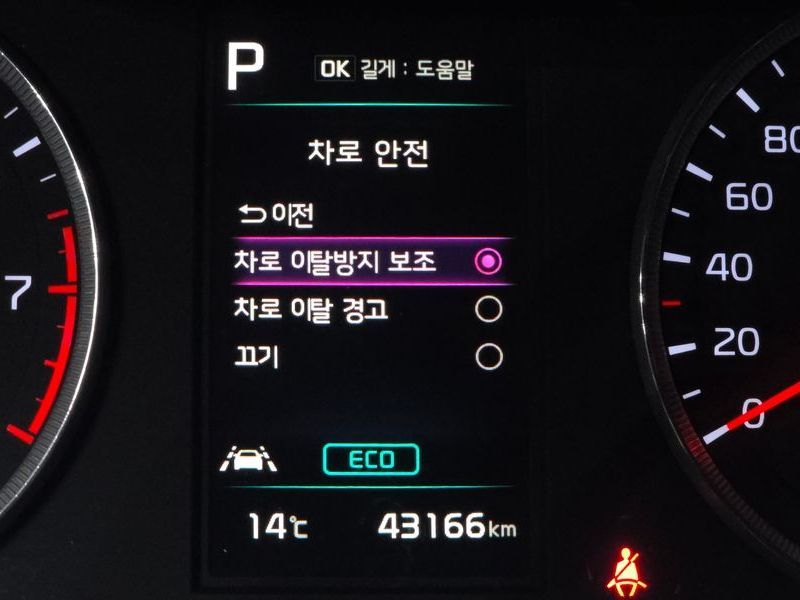 P
OK 길게 : 도움말
차로 안전
이전
차로 이탈방지 보조
차로 이탈 경고
끄기
ECO
14℃ 43166km
7
80
60
40
20
0